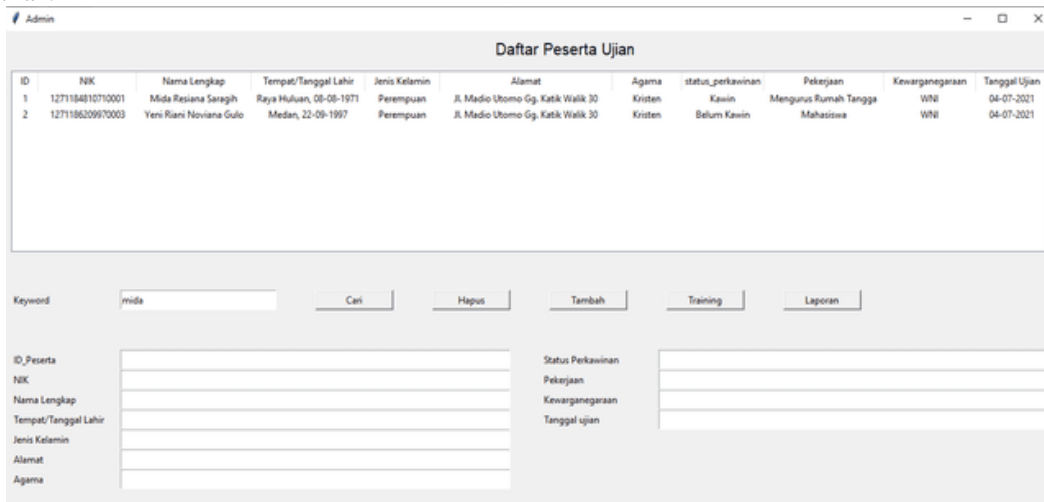 Admin
Daftar Peserta Ujian
ID NIK Nama Lengkap Tempat/Tanggal Lahir Jenis Kelamin Alamat Agama status_perkawinan Pekerjaan Kewarganegaraan Tanggal Ujian
1 1271184810710001 Mida Resiana Saragih Raya Huluan, 08-08-1971 Perempuan Jl. Madio Utomo Gg. Katik Walik 30 Kristen Kawin Mengurus Rumah Tangga WNI 04-07-2021
2 1271186209970003 Yeni Riani Noviana Gulo Medan, 22-09-1997 Perempuan Jl. Madio Utomo Gg. Katik Walik 30 Kristen Belum Kawin Mahasiswa WNI 04-07-2021
Keyword mida Cari Hapus Tambah Training Laporan
ID_Peserta Status Perkawinan
NIK Pekerjaan
Nama Lengkap Kewarganegaraan
Tempat/Tanggal Lahir Tanggal ujian
Jenis Kelamin
Alamat
Agama